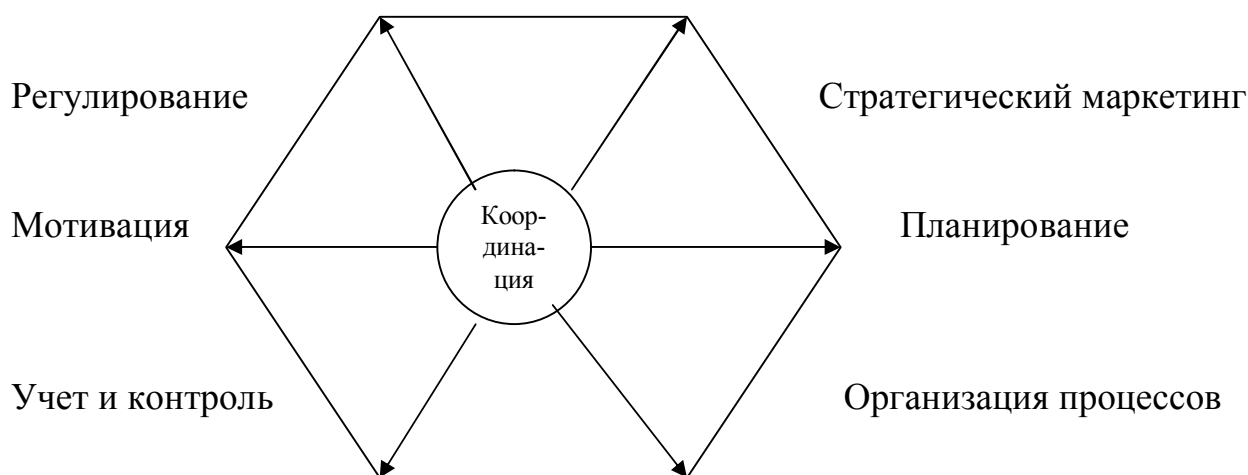 Регулирование
Стратегический маркетинг
Мотивация
Коор-
дина-
ция
Планирование
Учет и контроль
Организация процессов